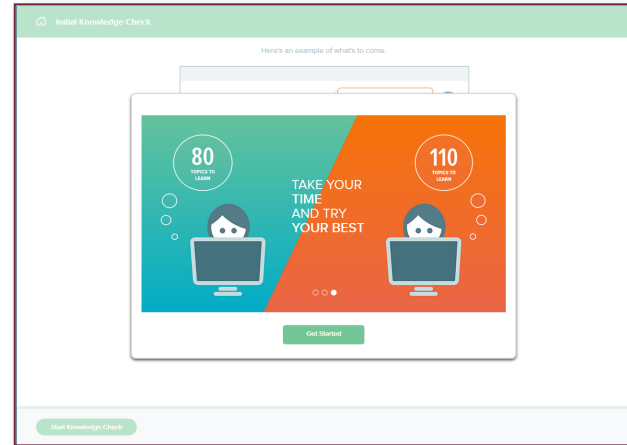 Initial Knowledge Check
Here's an example of what's to come.
80
TOPICS TO
LEARN
110
TOPICS TO
LEARN
TAKE YOUR
TIME
AND TRY
YOUR BEST
Get Started
Start Knowledge Check